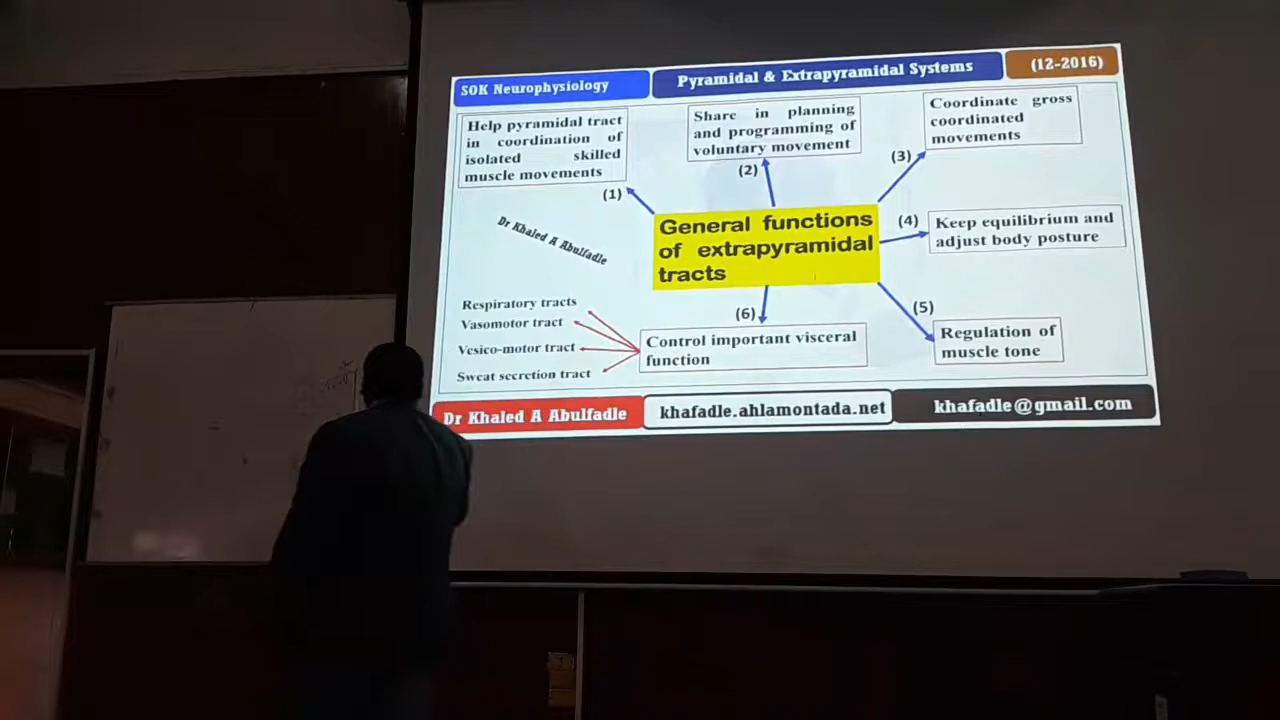 SOK Neurophysiology
Pyramidal & Extrapyramidal Systems
(12-2016)
Help pyramidal tract
in coordination of
isolated skilled
muscle movements
(1)
Share in planning
and programming of
voluntary movement
(2)
Coordinate gross
coordinated
movements
(3)
Dr Khaled A Abulfadle
General functions
of extrapyramidal
tracts
(4)
Keep equilibrium and
adjust body posture
(5)
Regulation of
muscle tone
(6)
Control important visceral
function
Respiratory tracts
Vasomotor tract
Vesico-motor tract
Sweat secretion tract
Dr Khaled A Abulfadle
khafadle.ahlamontada.net
khafadle@gmail.com